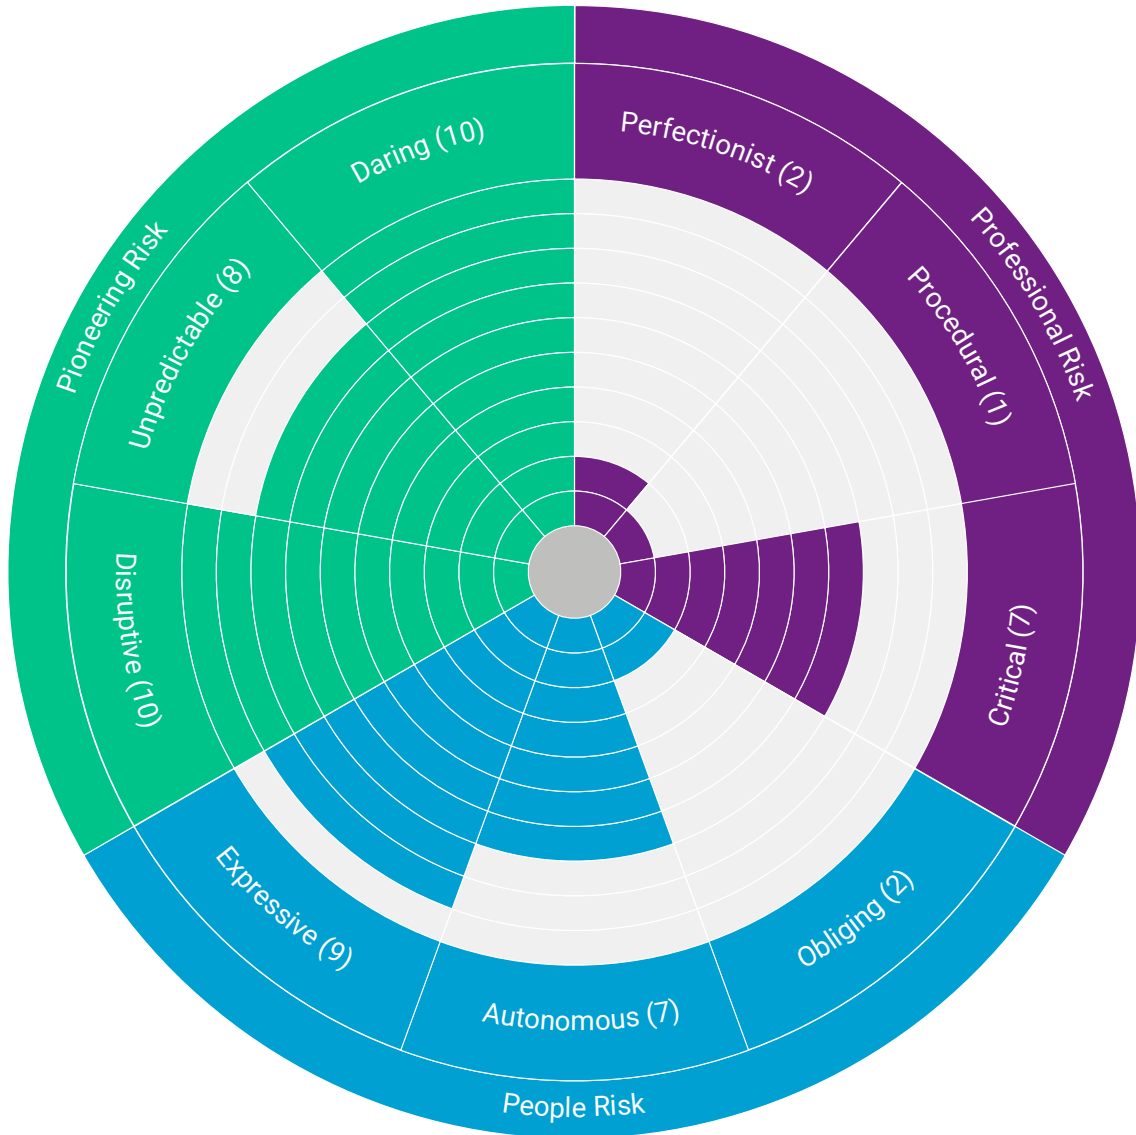 Professional Risk
Perfectionist (2)
Procedural (1)
Critical (7)
People Risk
Obliging (2)
Autonomous (7)
Expressive (9)
Pioneering Risk
Disruptive (10)
Unpredictable (8)
Daring (10)